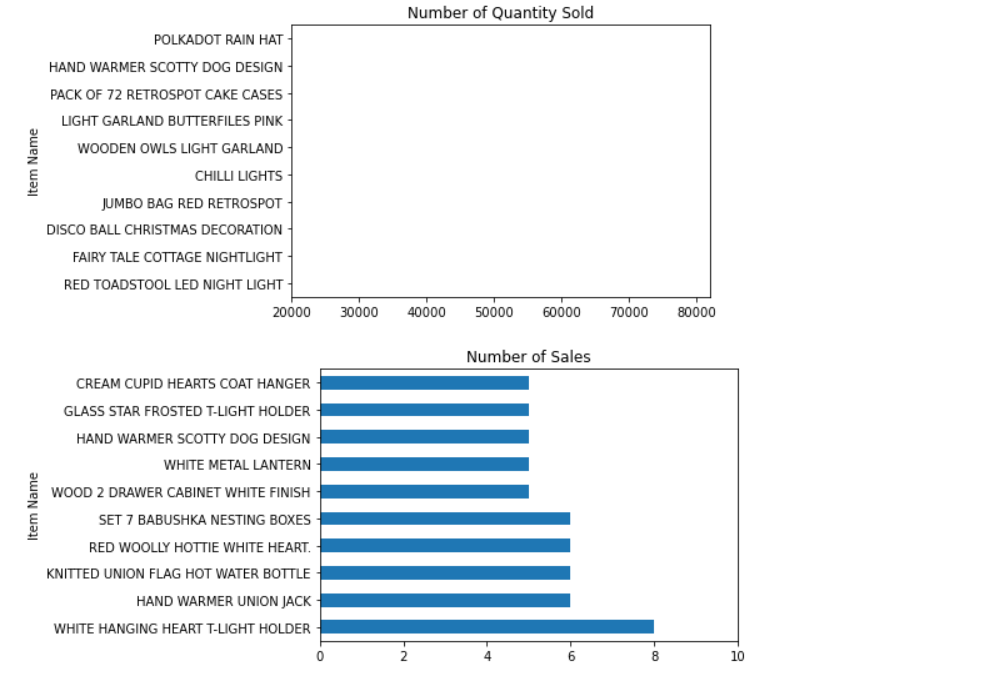 Number of Quantity Sold
POLKADOT RAIN HAT
HAND WARMER SCOTTY DOG DESIGN
PACK OF 72 RETROSPOT CAKE CASES
LIGHT GARLAND BUTTERFILES PINK
WOODEN OWLS LIGHT GARLAND
CHILLI LIGHTS
JUMBO BAG RED RETROSPOT
DISCO BALL CHRISTMAS DECORATION
FAIRY TALE COTTAGE NIGHTLIGHT
RED TOADSTOOL LED NIGHT LIGHT
Item Name
20000 30000 40000 50000 60000 70000 80000
Number of Sales
CREAM CUPID HEARTS COAT HANGER
GLASS STAR FROSTED T-LIGHT HOLDER
HAND WARMER SCOTTY DOG DESIGN
WHITE METAL LANTERN
WOOD 2 DRAWER CABINET WHITE FINISH
SET 7 BABUSHKA NESTING BOXES
RED WOOLLY HOTTIE WHITE HEART.
KNITTED UNION FLAG HOT WATER BOTTLE
HAND WARMER UNION JACK
WHITE HANGING HEART T-LIGHT HOLDER
Item Name
0 2 4 6 8 10